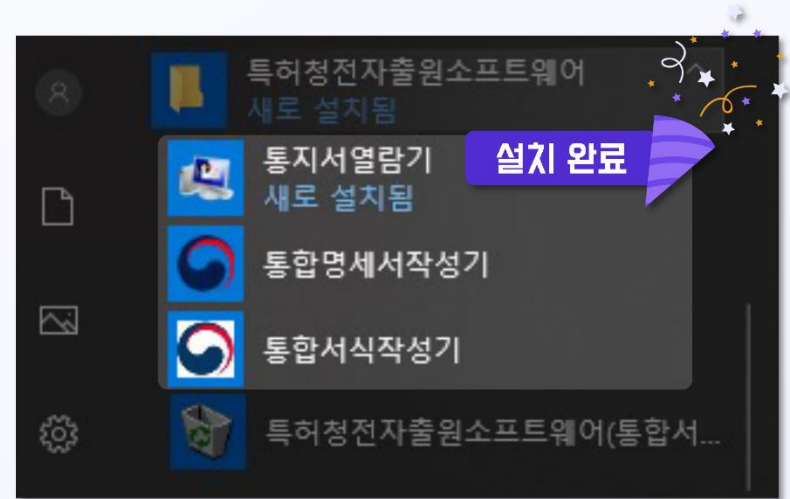 특허청전자출원소프트웨어
새로 설치됨
통지서열람기
새로 설치됨
설치 완료
통합명세서작성기
통합서식작성기
특허청전자출원소프트웨어(통합서...